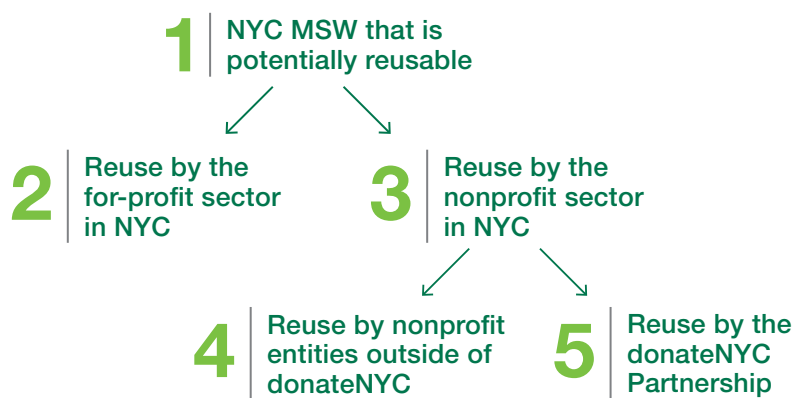 1
NYC MSW that is
potentially reusable
2
Reuse by the
for-profit sector
in NYC
3
Reuse by the
nonprofit sector
in NYC
4
Reuse by nonprofit
entities outside of
donateNYC
5
Reuse by the
donateNYC
Partnership